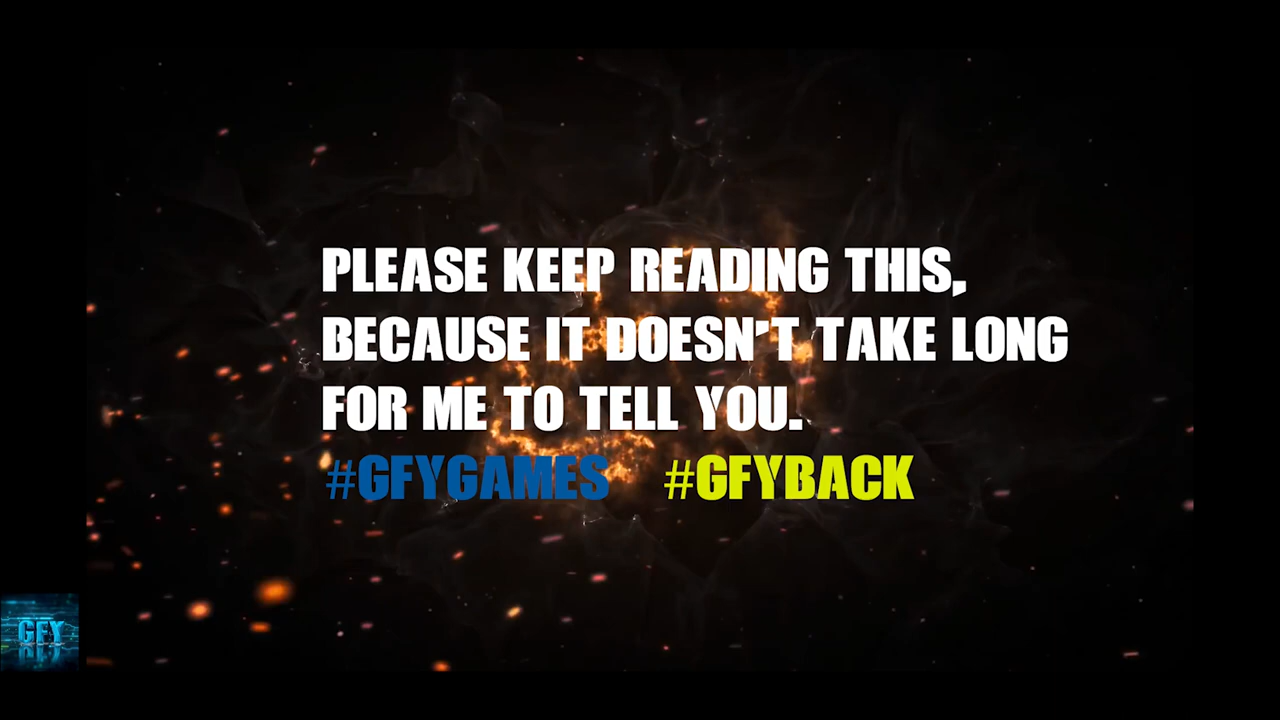 PLEASE KEEP READING THIS,
BECAUSE IT DOESN'T TAKE LONG
FOR ME TO TELL YOU.
#GFYGAMES #GFYBACK
GFY